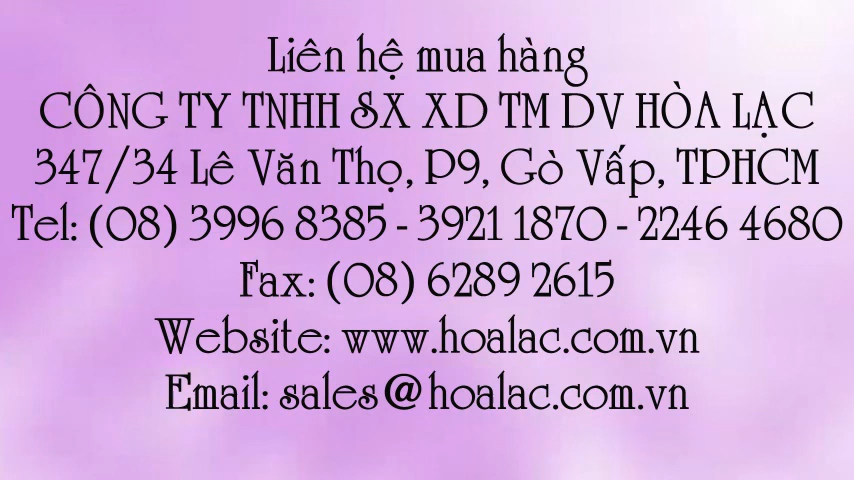 Liên hệ mua hàng
CÔNG TY TNHH SX XD TM DV HÒA LẠC
347/34 Lê Văn Thọ, P9, Gò Vấp, TPHCM
Tel: (08) 3996 8385 - 3921 1870 - 2246 4680
Fax: (08) 6289 2615
Website: www.hoalac.com.vn
Email: sales@hoalac.com.vn